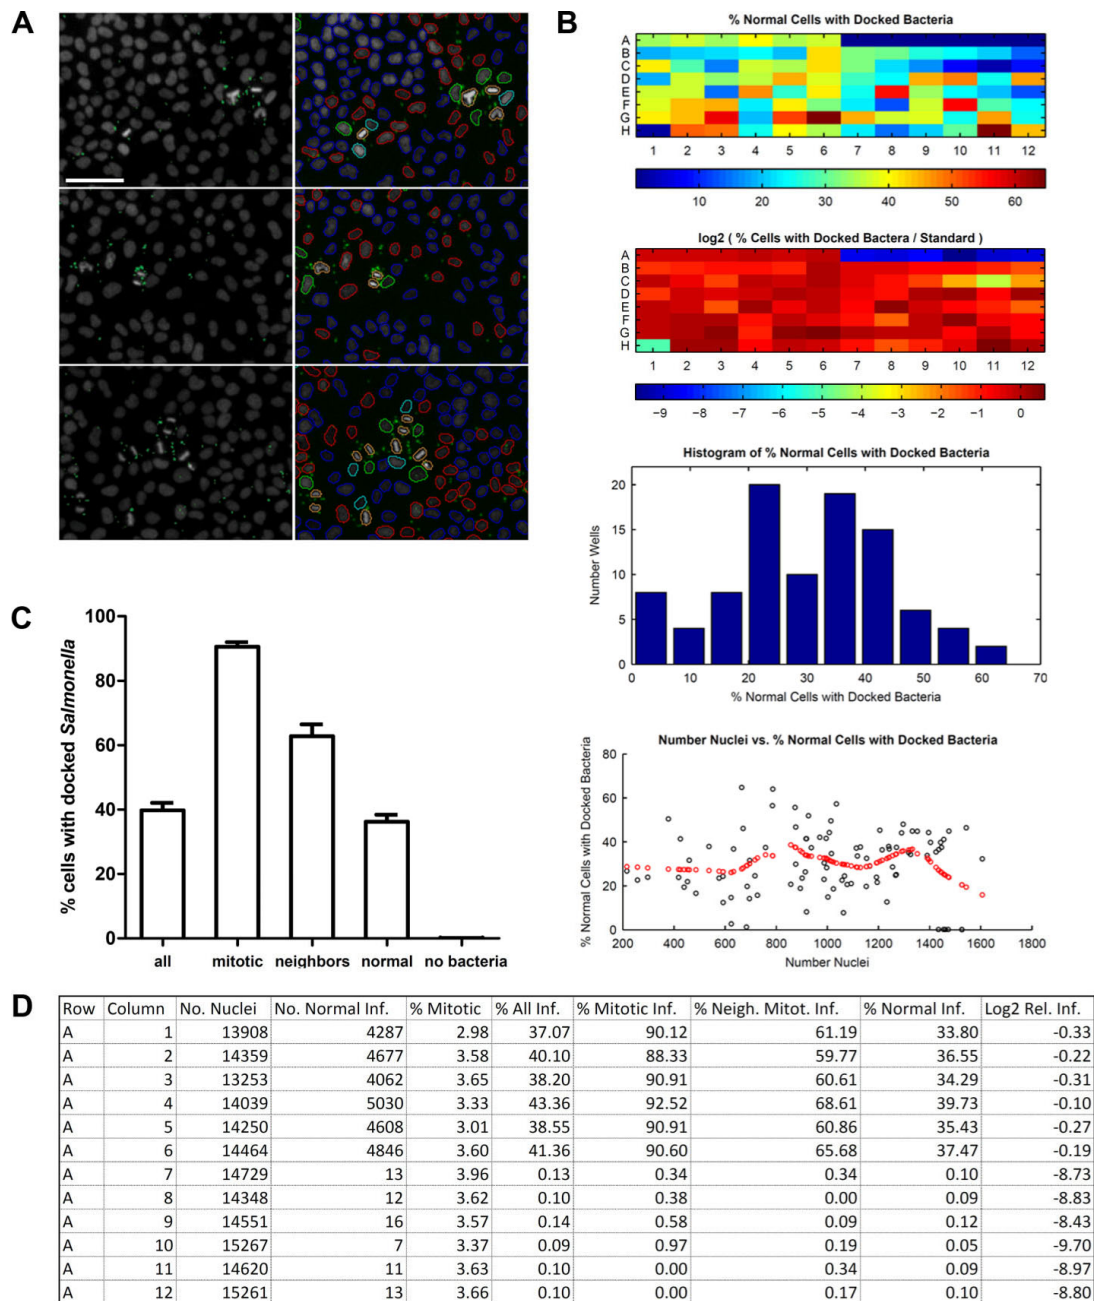 A
B
% Normal Cells with Docked Bacteria
A
B
C
D
E
F
G
H
1 2 3 4 5 6 7 8 9 10 11 12
10 20 30 40 50 60
log2 ( % Cells with Docked Bactera / Standard )
A
B
C
D
E
F
G
H
1 2 3 4 5 6 7 8 9 10 11 12
−9 −8 −7 −6 −5 −4 −3 −2 −1 0
Histogram of % Normal Cells with Docked Bacteria
Number Wells
20
15
10
5
0
0 10 20 30 40 50 60 70
% Normal Cells with Docked Bacteria
C
% cells with docked Salmonella
100
80
60
40
20
0
all mitotic neighbors normal no bacteria
Number Nuclei vs. % Normal Cells with Docked Bacteria
% Normal Cells with Docked Bacteria
80
60
40
20
0
200 400 600 800 1000 1200 1400 1600 1800
Number Nuclei
D
Row Column No. Nuclei No. Normal Inf. % Mitotic % All Inf. % Mitotic Inf. % Neigh. Mitot. Inf. % Normal Inf. Log2 Rel. Inf.
A 1 13908 4287 2.98 37.07 90.12 61.19 33.80 -0.33
A 2 14359 4677 3.58 40.10 88.33 59.77 36.55 -0.22
A 3 13253 4062 3.65 38.20 90.91 60.61 34.29 -0.31
A 4 14039 5030 3.33 43.36 92.52 68.61 39.73 -0.10
A 5 14250 4608 3.01 38.55 90.91 60.86 35.43 -0.27
A 6 14464 4846 3.60 41.36 90.60 65.68 37.47 -0.19
A 7 14729 13 3.96 0.13 0.34 0.34 0.10 -8.73
A 8 14348 12 3.62 0.10 0.38 0.00 0.09 -8.83
A 9 14551 16 3.57 0.14 0.58 0.09 0.12 -8.43
A 10 15267 7 3.37 0.09 0.97 0.19 0.05 -9.70
A 11 14620 11 3.63 0.10 0.00 0.34 0.09 -8.97
A 12 15261 13 3.66 0.10 0.00 0.17 0.10 -8.80